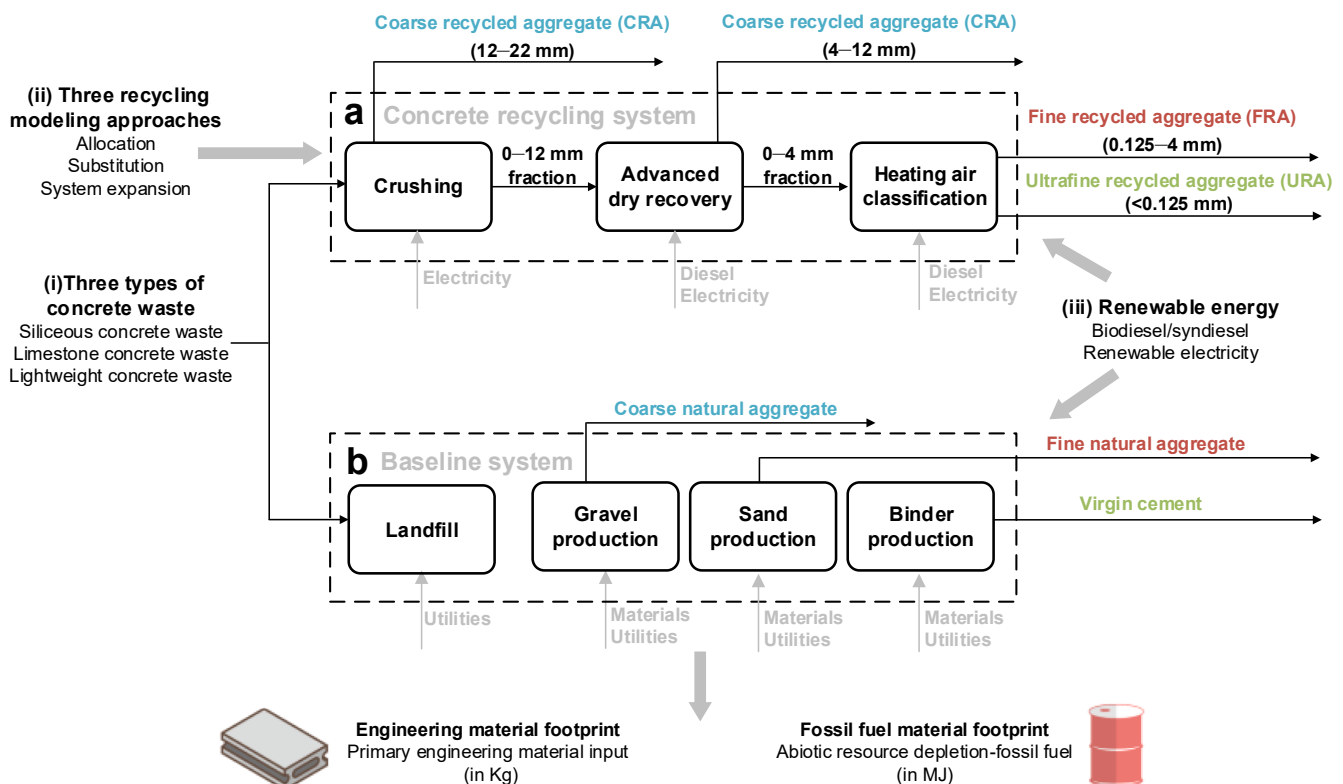 Coarse recycled aggregate (CRA)
(12–22 mm)
Coarse recycled aggregate (CRA)
(4–12 mm)
(ii) Three recycling
modeling approaches
Allocation
Substitution
System expansion
a Concrete recycling system
Crushing
0–12 mm
fraction
Advanced
dry recovery
0–4 mm
fraction
Heating air
classification
Fine recycled aggregate (FRA)
(0.125–4 mm)
Ultrafine recycled aggregate (URA)
(<0.125 mm)
Electricity
Diesel
Electricity
Diesel
Electricity
(i)Three types of
concrete waste
Siliceous concrete waste
Limestone concrete waste
Lightweight concrete waste
(iii) Renewable energy
Biodiesel/syndiesel
Renewable electricity
Coarse natural aggregate
b Baseline system
Fine natural aggregate
Landfill
Gravel
production
Sand
production
Binder
production
Virgin cement
Utilities
Materials
Utilities
Materials
Utilities
Materials
Utilities
Engineering material footprint
Primary engineering material input
(in Kg)
Fossil fuel material footprint
Abiotic resource depletion-fossil fuel
(in MJ)